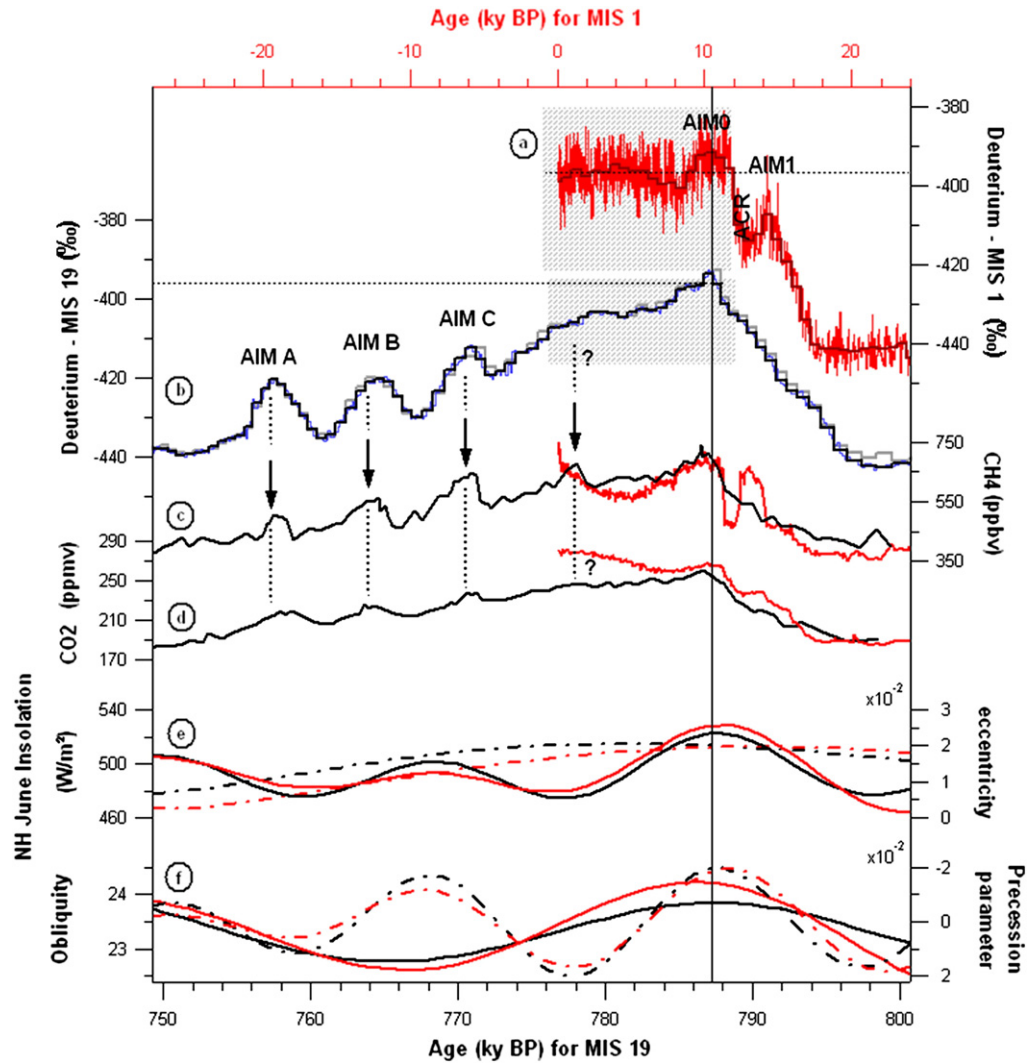 Age (ky BP) for MIS 1
-20 -10 0 10 20
a
AIM0
AIM1
ACR
-380
-400
-420
-440
Deuterium - MIS 1 (‰)
-380
-400
-420
-440
Deuterium - MIS 19 (‰)
AIM A
AIM B
AIM C
?
b
750
550
350
CH4 (ppbv)
c
?
290
250
210
170
CO2 (ppmv)
d
540
500
460
NH June Insolation
(W/m²)
e
x10-2
3
2
1
0
eccentricity
f
24
23
Obliquity
x10-2
-2
0
2
Precession
parameter
750 760 770 780 790 800
Age (ky BP) for MIS 19